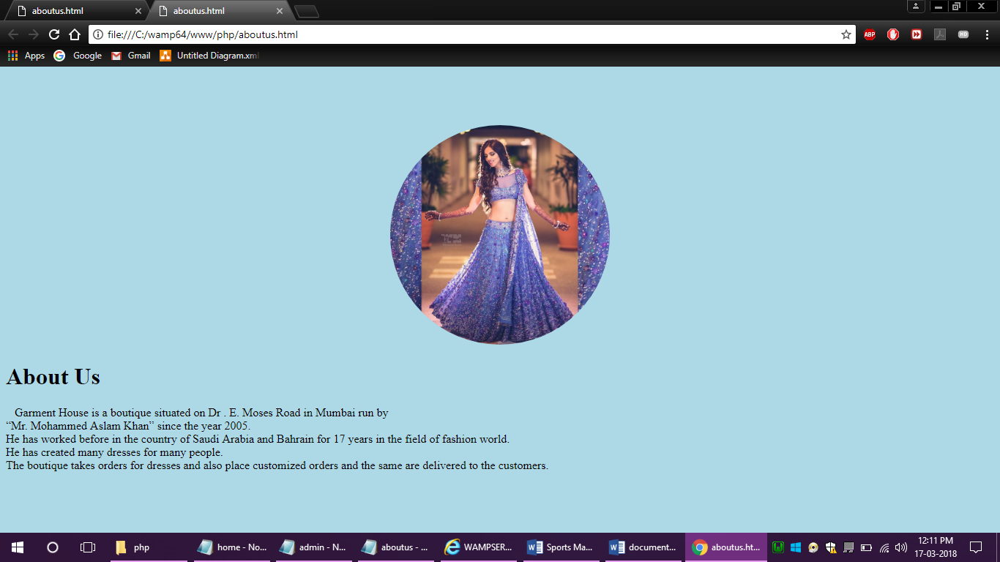 aboutus.html
aboutus.html
file:///C:/wamp64/www/php/aboutus.html
ABP
HD
Apps
Google
Gmail
Untitled Diagram.xml
About Us
Garment House is a boutique situated on Dr . E. Moses Road in Mumbai run by
“Mr. Mohammed Aslam Khan” since the year 2005.
He has worked before in the country of Saudi Arabia and Bahrain for 17 years in the field of fashion world.
He has created many dresses for many people.
The boutique takes orders for dresses and also place customized orders and the same are delivered to the customers.
php
home - No...
admin - N...
aboutus - ...
WAMPSER...
Sports Ma...
document...
aboutus.ht...
12:11 PM
17-03-2018